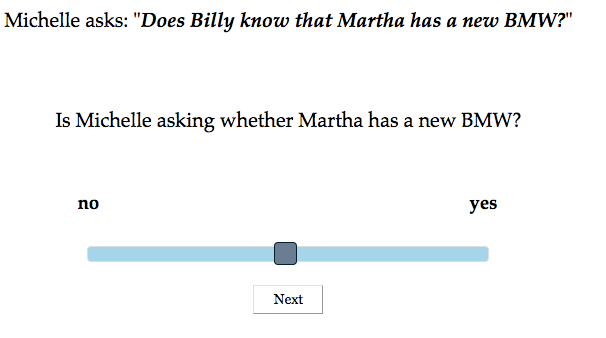 Michelle asks: "Does Billy know that Martha has a new BMW?"
Is Michelle asking whether Martha has a new BMW?
no yes
Next